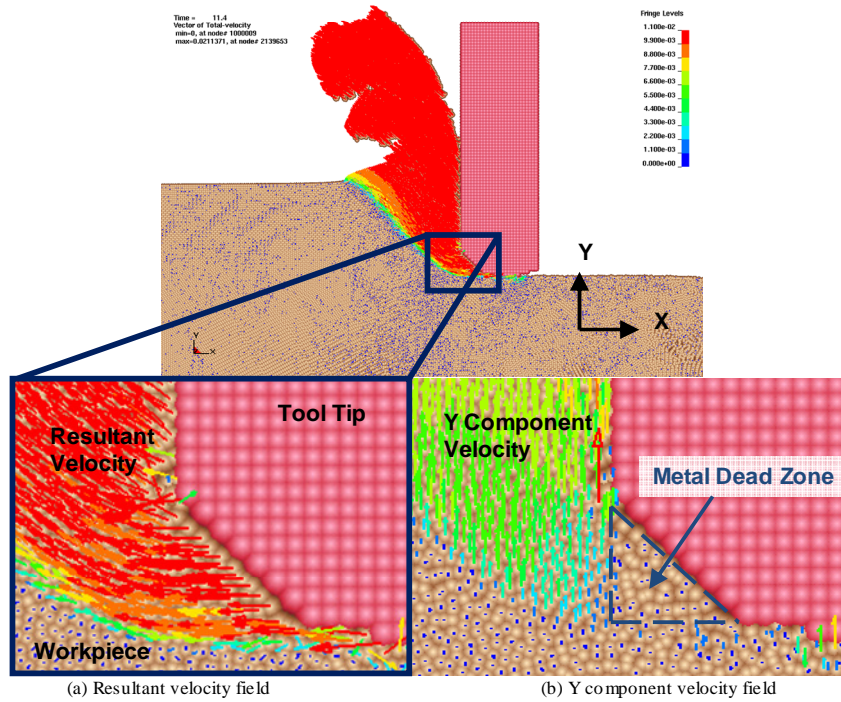 Time = 11.4
Vector of Total-velocity
min=0, at node# 1000009
max=0.0211371, at node# 2139653
Fringe Levels
1.100e-02
9.900e-03
8.800e-03
7.700e-03
6.600e-03
5.500e-03
4.400e-03
3.300e-03
2.200e-03
1.100e-03
0.000e+00
Y
X
Y
X
Tool Tip
Resultant
Velocity
Workpiece
Y Component
Velocity
Metal Dead Zone
(a) Resultant velocity field
(b) Y component velocity field